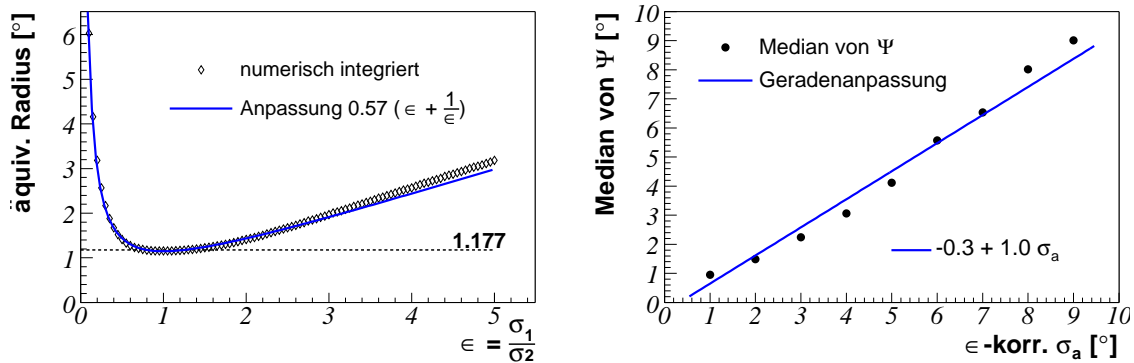 äquiv. Radius [°]
6
5
4
3
2
1
0
numerisch integriert
Anpassung 0.57 ( ϵ + 1/ϵ )
1.177
0 1 2 3 4 5
ϵ = σ1/σ2
Median von Ψ [°]
10
9
8
7
6
5
4
3
2
1
0
Median von Ψ
Geradenanpassung
-0.3 + 1.0 σa
0 1 2 3 4 5 6 7 8 9 10
ϵ -korr. σa [°]